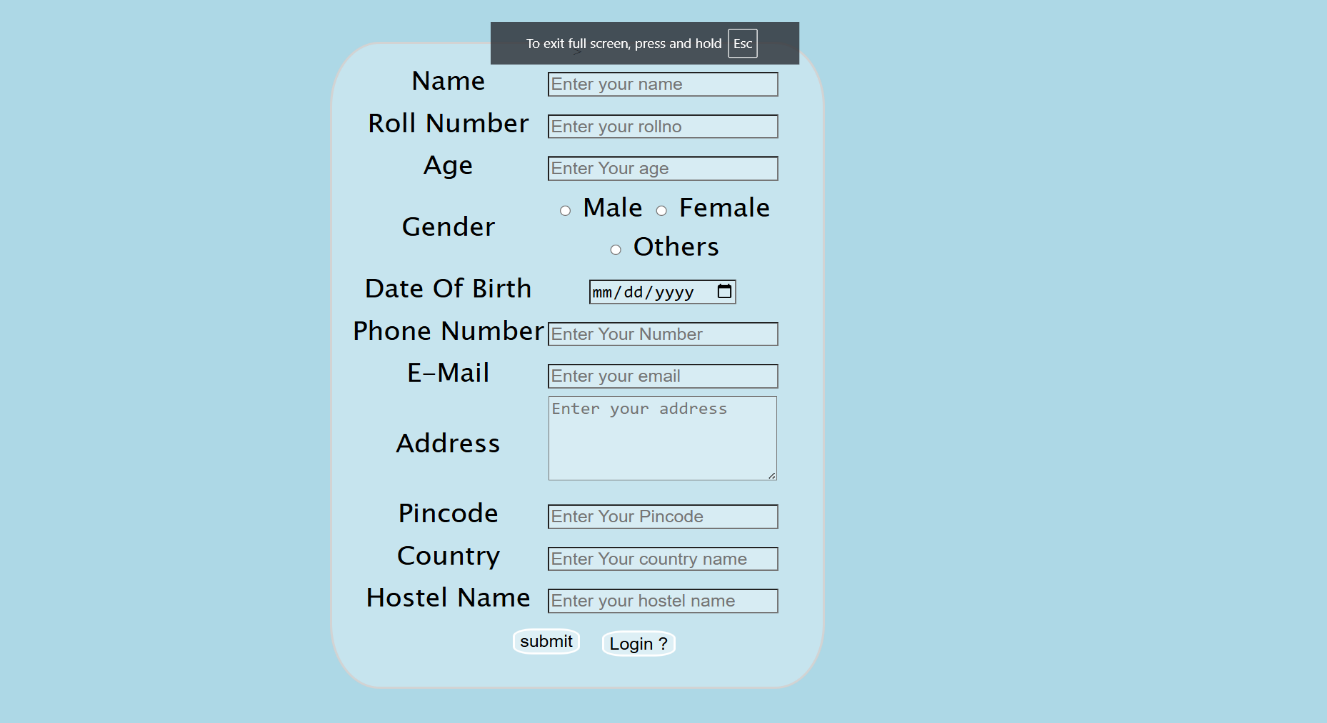 To exit full screen, press and hold Esc
Name Enter your name
Roll Number Enter your rollno
Age Enter Your age
Gender Male Female
Others
Date Of Birth mm/dd/yyyy
Phone Number Enter Your Number
E-Mail Enter your email
Address Enter your address
Pincode Enter Your Pincode
Country Enter Your country name
Hostel Name Enter your hostel name
submit Login ?